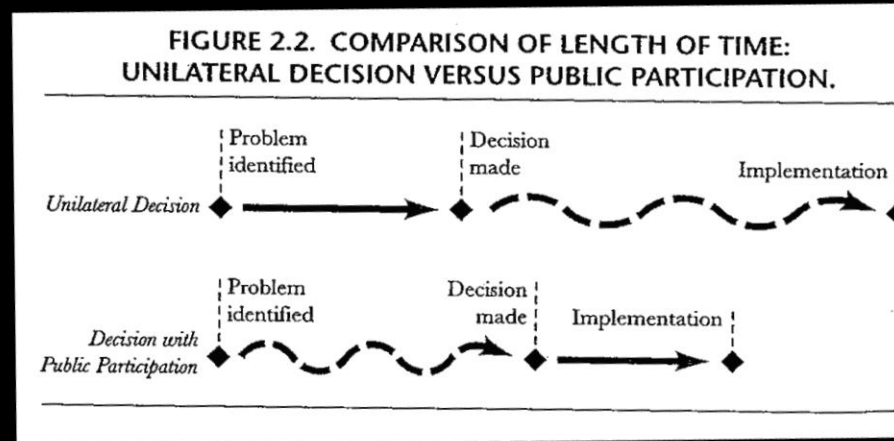 FIGURE 2.2. COMPARISON OF LENGTH OF TIME:
UNILATERAL DECISION VERSUS PUBLIC PARTICIPATION.
Problem
identified
Decision
made
Implementation
Unilateral Decision
Problem
identified
Decision
made
Implementation
Decision with
Public Participation